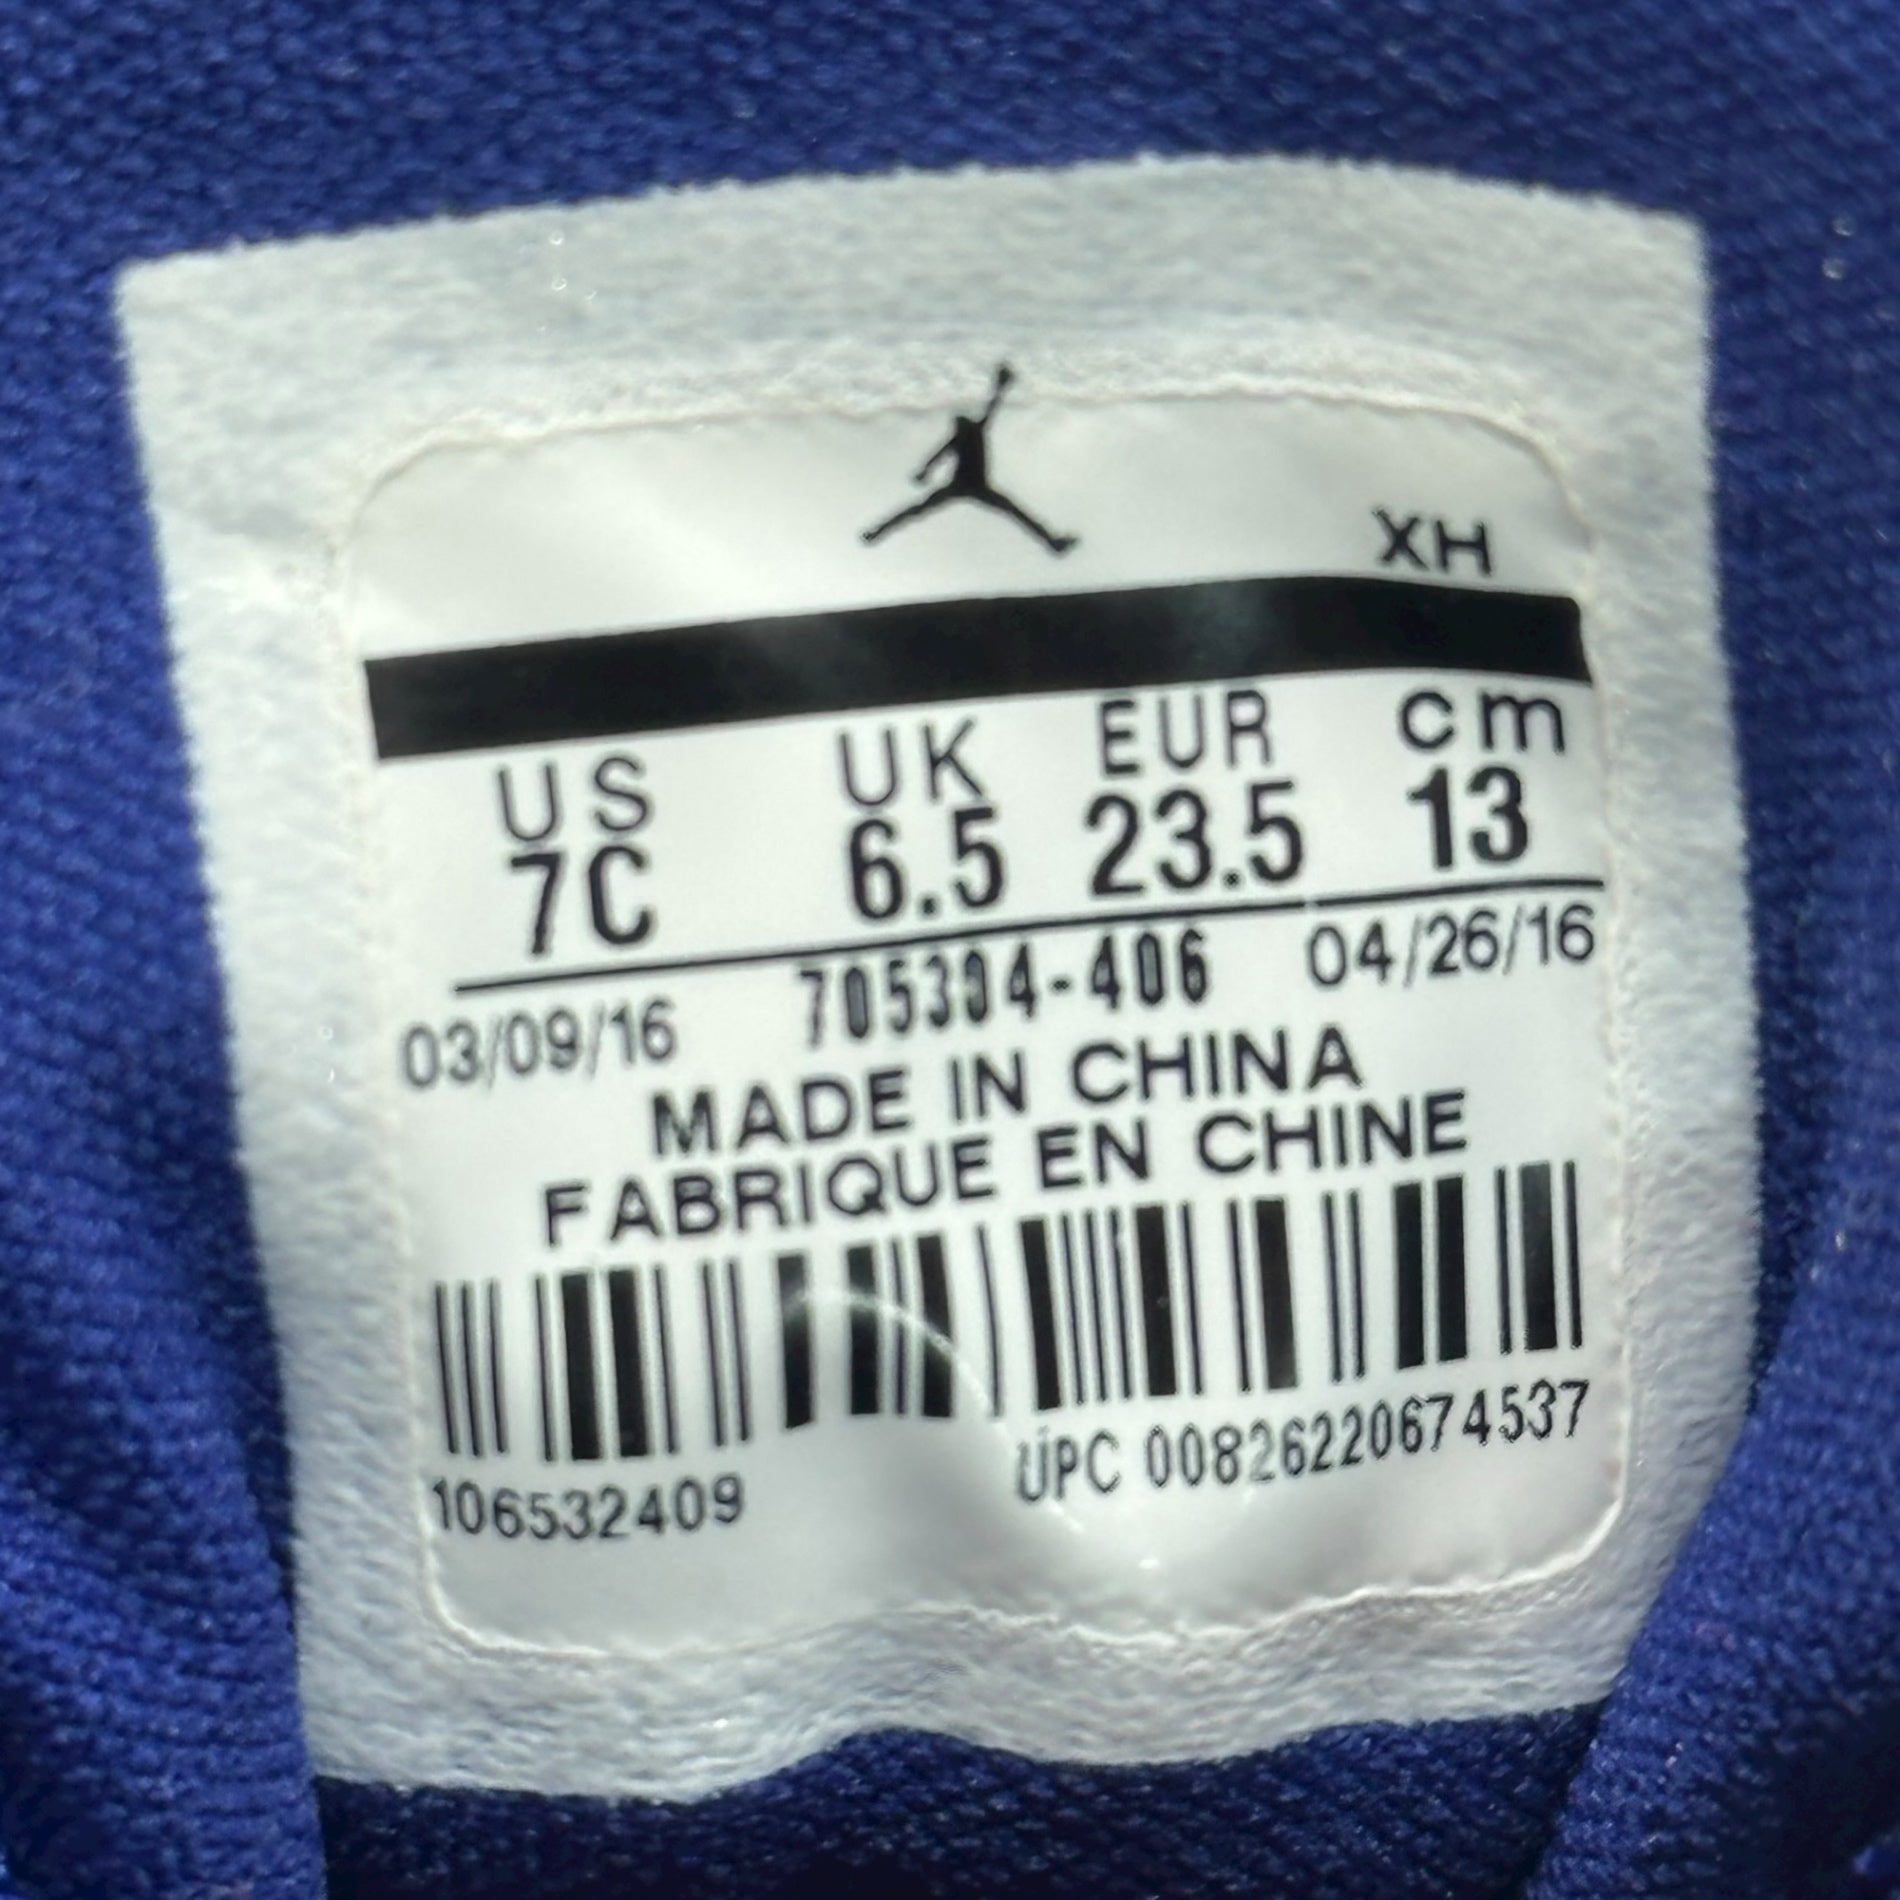 XH
US UK EUR cm
7C 6.5 23.5 13
03/09/16 705304-406 04/26/16
MADE IN CHINA
FABRIQUE EN CHINE
106532409 UPC 00826220674537